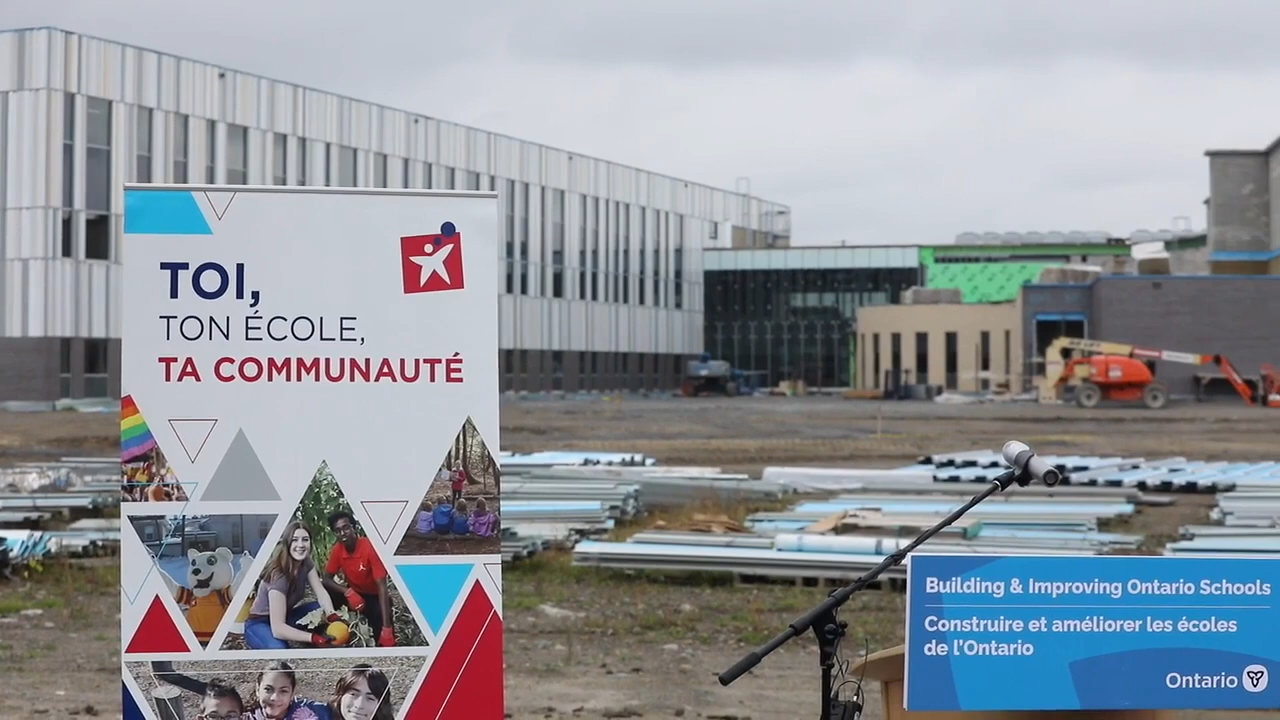 TOI,
TON ÉCOLE,
TA COMMUNAUTÉ
Building & Improving Ontario Schools
Construire et améliorer les écoles
de l'Ontario
Ontario